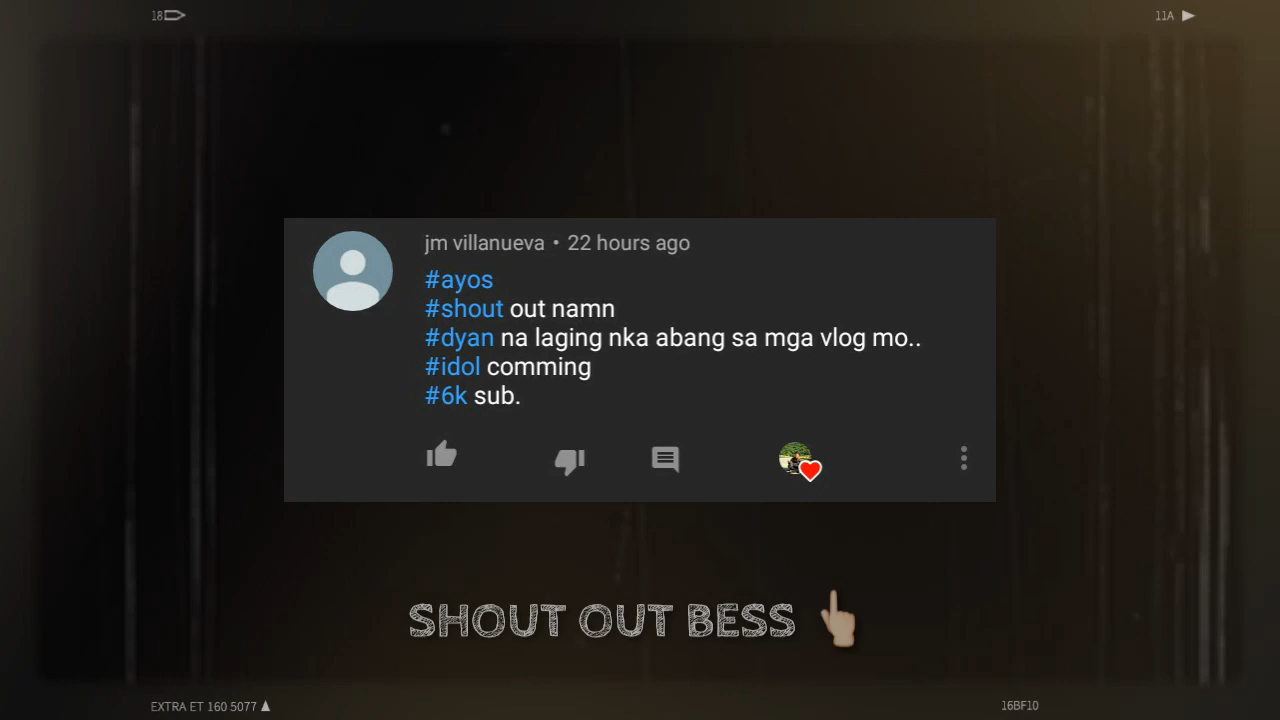 18
11A
jm villanueva • 22 hours ago
#ayos
#shout out namn
#dyan na laging nka abang sa mga vlog mo..
#idol comming
#6k sub.
SHOUT OUT BESS
EXTRA ET 160 5077
16BF10